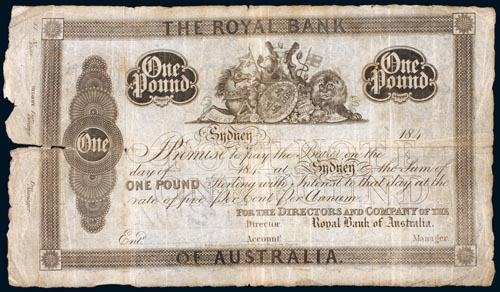 THE ROYAL BANK
One Pound
One Pound
Sydney 184
I Promise to pay the Bearer on the
day of 184 at Sydney the Sum of
ONE POUND Sterling with Interest to that day at the
rate of five Per Cent Per Annum
FOR THE DIRECTORS AND COMPANY OF THE
Director Royal Bank of Australia.
Entd Account Manager
One
OF AUSTRALIA.